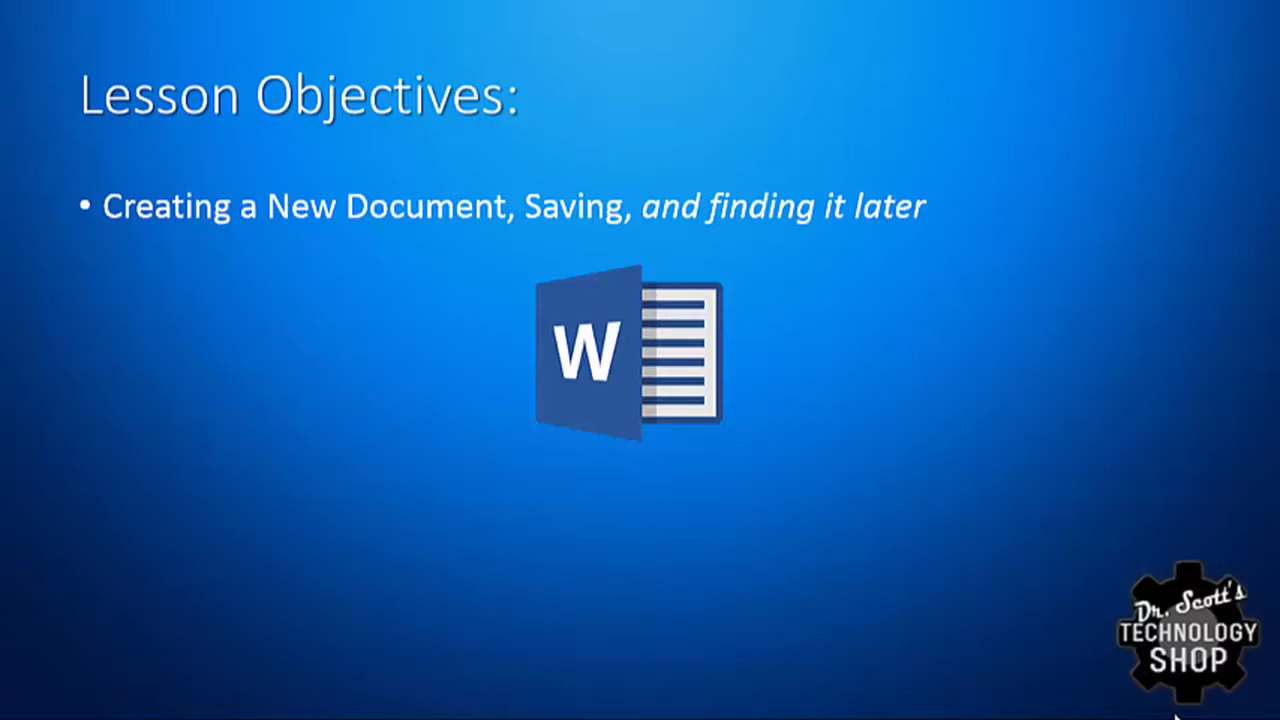 Lesson Objectives:
• Creating a New Document, Saving, and finding it later
W
Dr. Scott's
TECHNOLOGY
SHOP